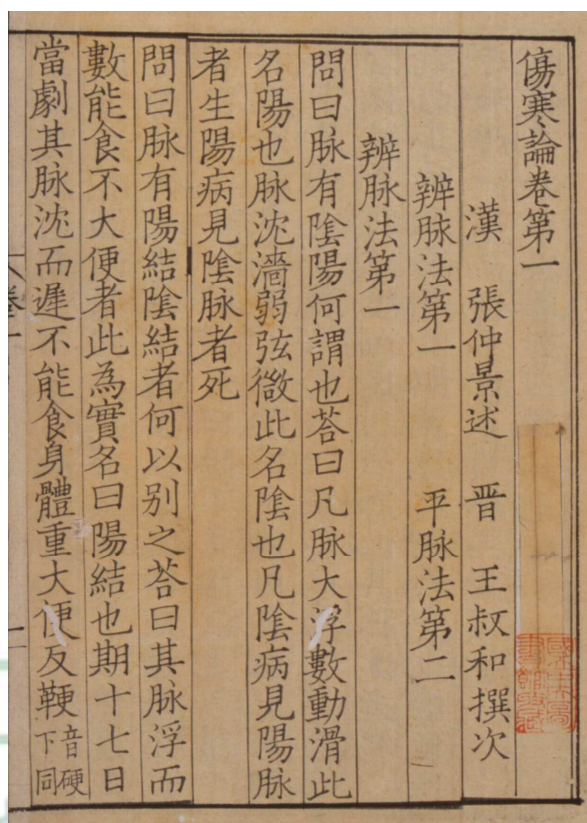 傷寒論卷第一
漢　張仲景述　晋　王叔和撰次
辨脉法第一　平脉法第二
辨脉法第一
問曰脉有陰陽何謂也荅曰凡脉大浮數動滑此
名陽也脉沈濇弱弦微此名陰也凡陰病見陽脉
者生陽病見陰脉者死
問曰脉有陽結陰結者何以别之荅曰其脉浮而
數能食不大便者此為實名曰陽結也期十七日
當劇其脉沈而遲不能食身體重大便反鞕音硬下同